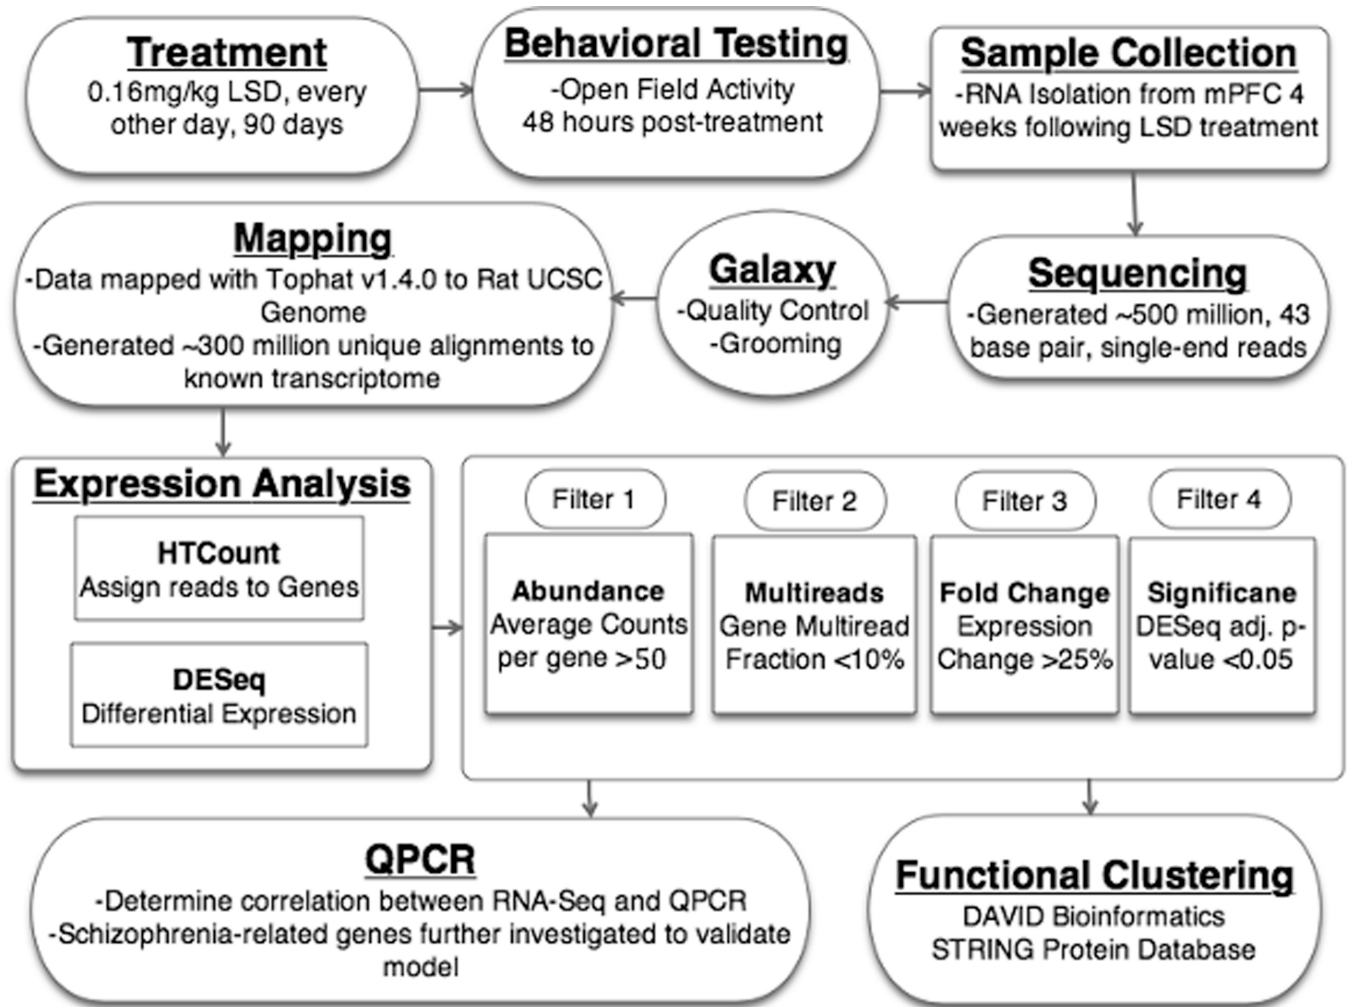 Treatment
0.16mg/kg LSD, every
other day, 90 days
Behavioral Testing
-Open Field Activity
48 hours post-treatment
Sample Collection
-RNA Isolation from mPFC 4
weeks following LSD treatment
Mapping
-Data mapped with Tophat v1.4.0 to Rat UCSC
Genome
-Generated ~300 million unique alignments to
known transcriptome
Galaxy
-Quality Control
-Grooming
Sequencing
-Generated ~500 million, 43
base pair, single-end reads
Expression Analysis
HTCount
Assign reads to Genes
DESeq
Differential Expression
Filter 1
Abundance
Average Counts
per gene >50
Filter 2
Multireads
Gene Multiread
Fraction <10%
Filter 3
Fold Change
Expression
Change >25%
Filter 4
Significane
DESeq adj. p-
value <0.05
QPCR
-Determine correlation between RNA-Seq and QPCR
-Schizophrenia-related genes further investigated to validate
model
Functional Clustering
DAVID Bioinformatics
STRING Protein Database